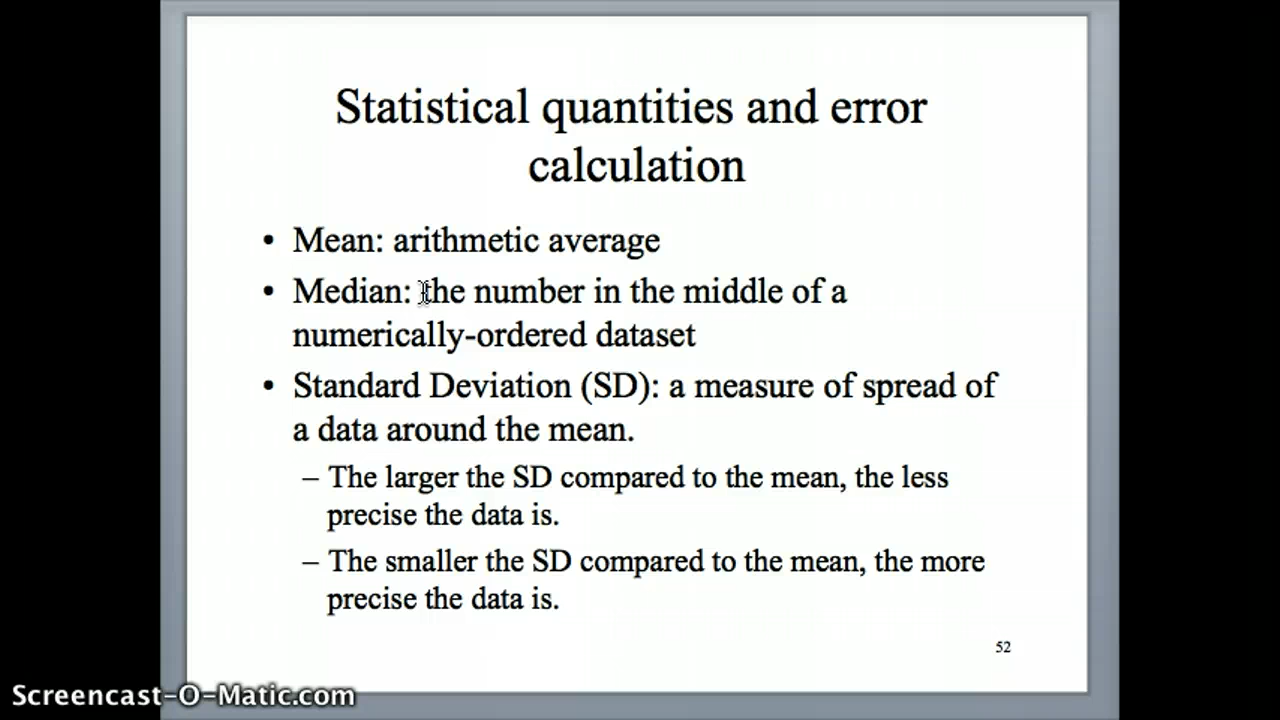 Statistical quantities and error
calculation
• Mean: arithmetic average
• Median: the number in the middle of a
numerically-ordered dataset
• Standard Deviation (SD): a measure of spread of
a data around the mean.
– The larger the SD compared to the mean, the less
precise the data is.
– The smaller the SD compared to the mean, the more
precise the data is.
52
Screencast-O-Matic.com